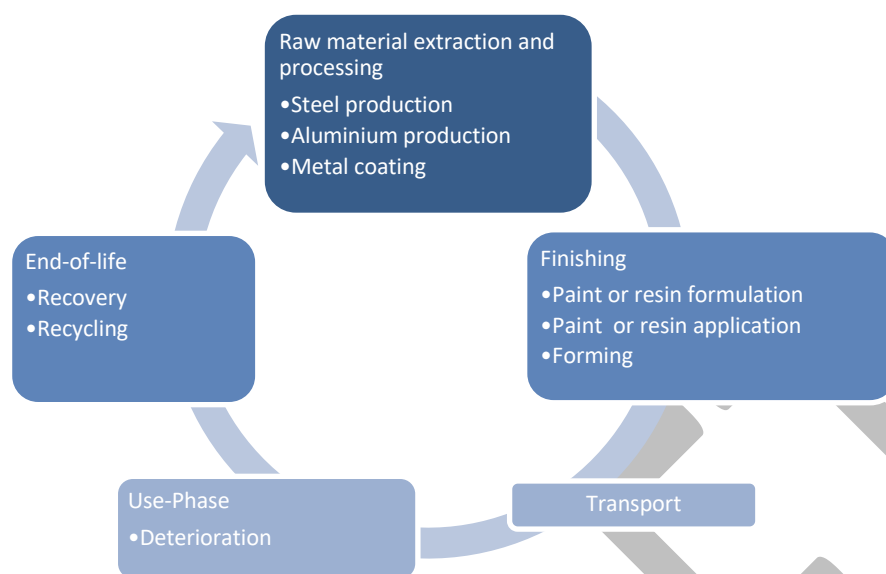 Raw material extraction and
processing
•Steel production
•Aluminium production
•Metal coating
Finishing
•Paint or resin formulation
•Paint or resin application
•Forming
Transport
Use-Phase
•Deterioration
End-of-life
•Recovery
•Recycling